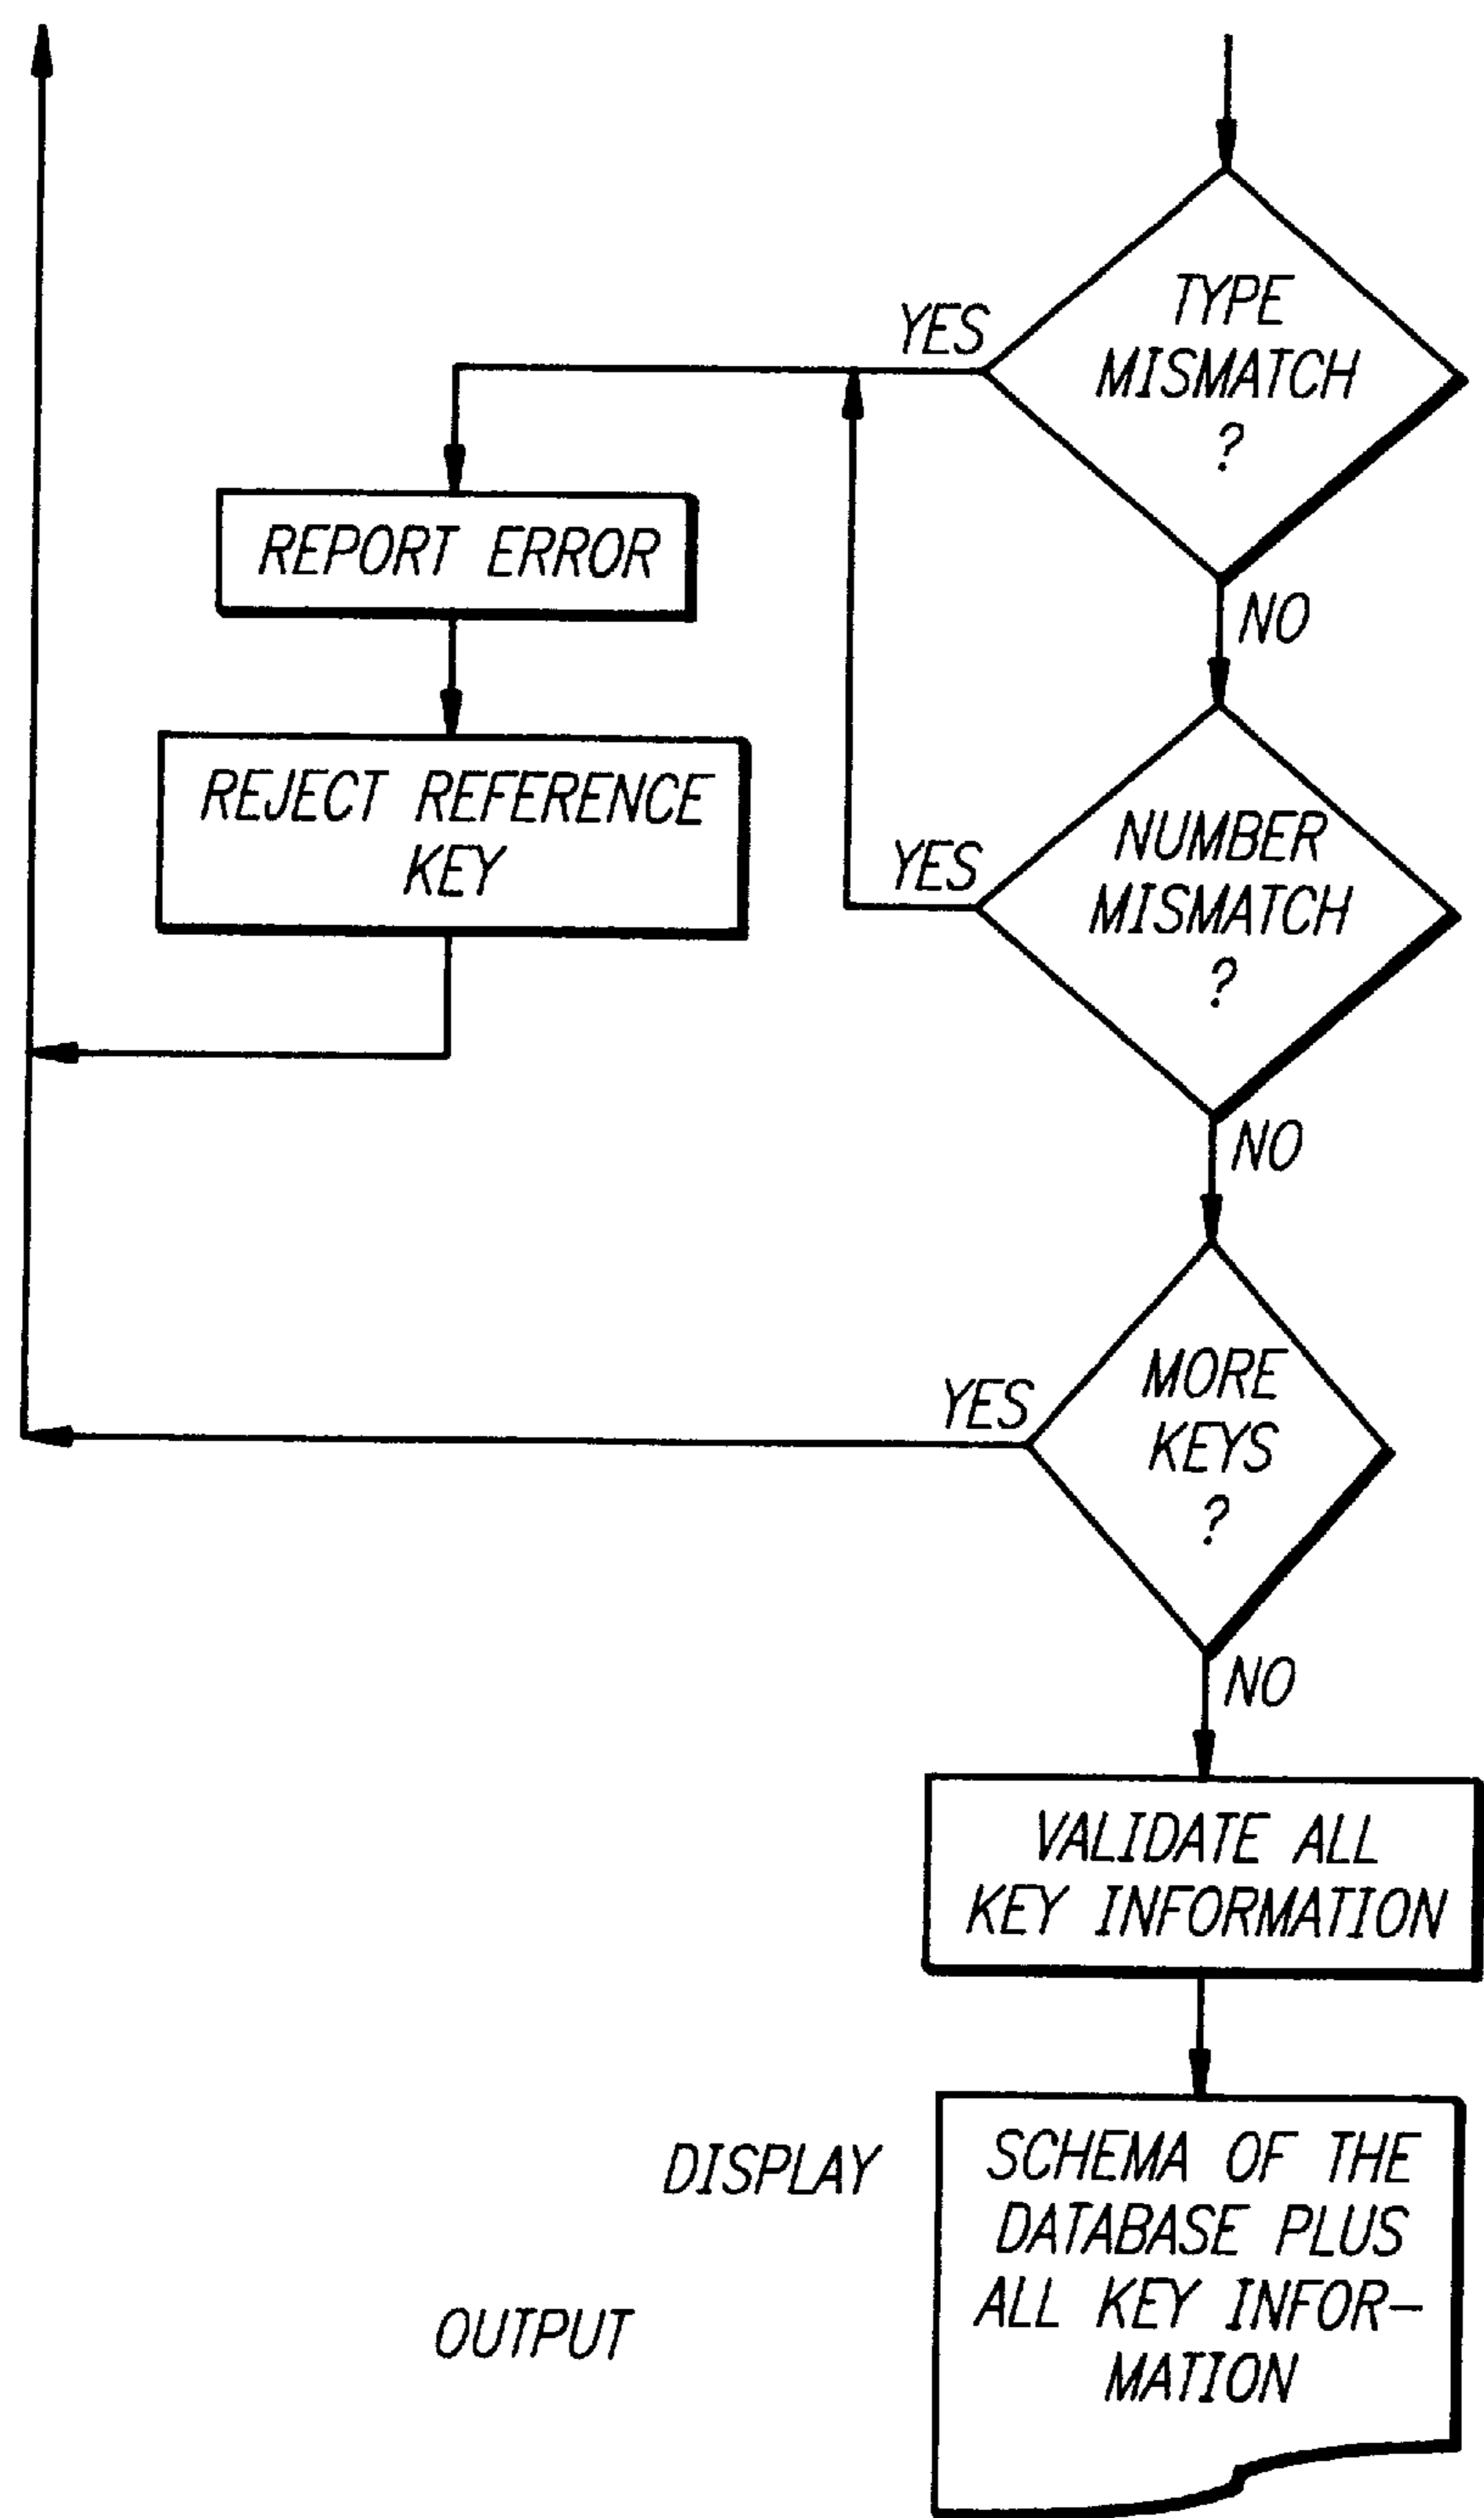 YES
TYPE
MISMATCH
?
REPORT ERROR
NO
REJECT REFERENCE
KEY
YES
NUMBER
MISMATCH
?
NO
YES
MORE
KEYS
?
NO
VALIDATE ALL
KEY INFORMATION
DISPLAY
OUTPUT
SCHEMA OF THE
DATABASE PLUS
ALL KEY INFOR-
MATION